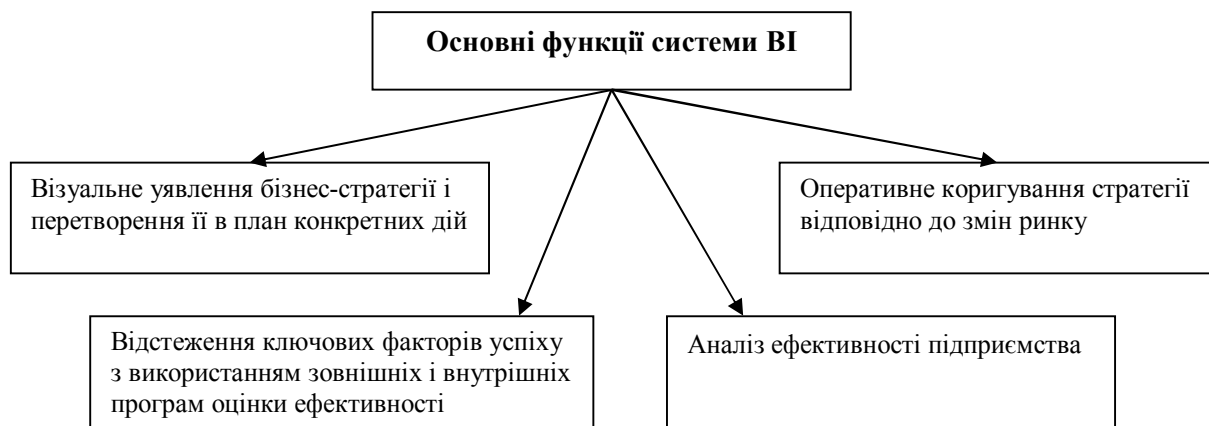 Основні функції системи BI
Візуальне уявлення бізнес-стратегії і
перетворення її в план конкретних дій
Оперативне коригування стратегії
відповідно до змін ринку
Відстеження ключових факторів успіху
з використанням зовнішніх і внутрішніх
програм оцінки ефективності
Аналіз ефективності підприємства